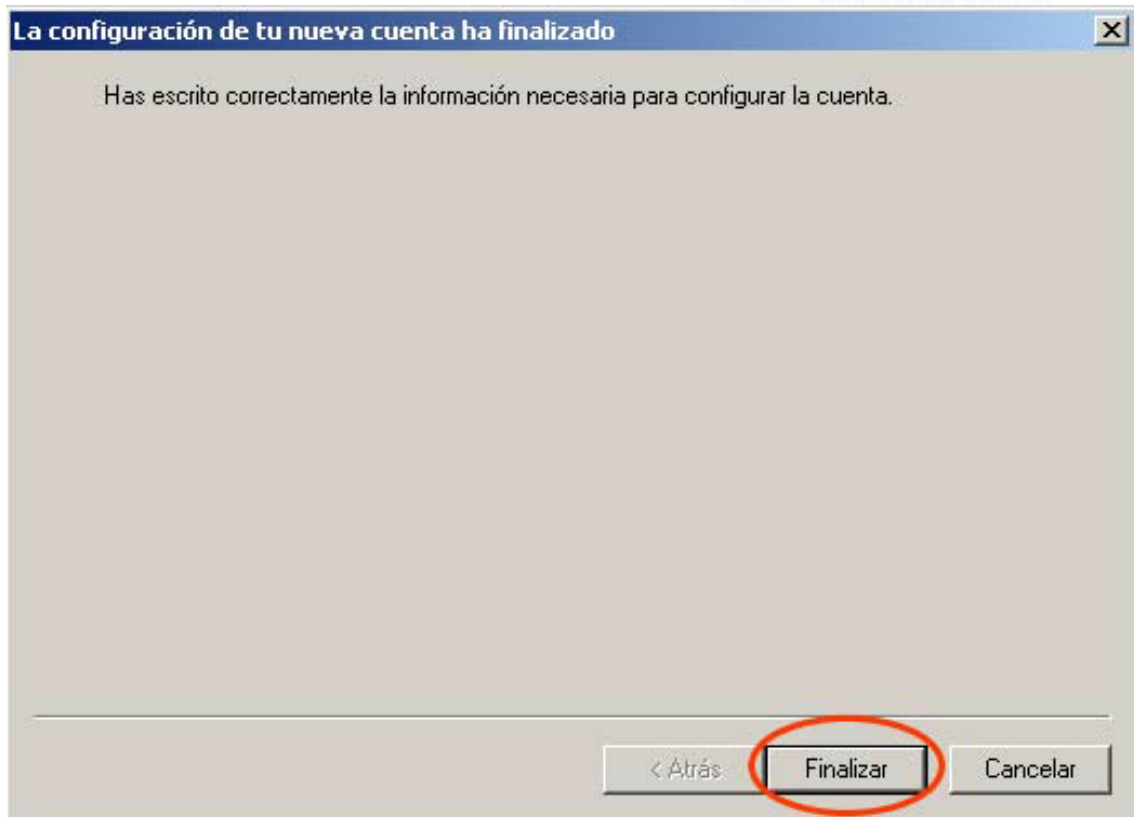 La configuración de tu nueva cuenta ha finalizado
Has escrito correctamente la información necesaria para configurar la cuenta.
< Atrás Finalizar Cancelar